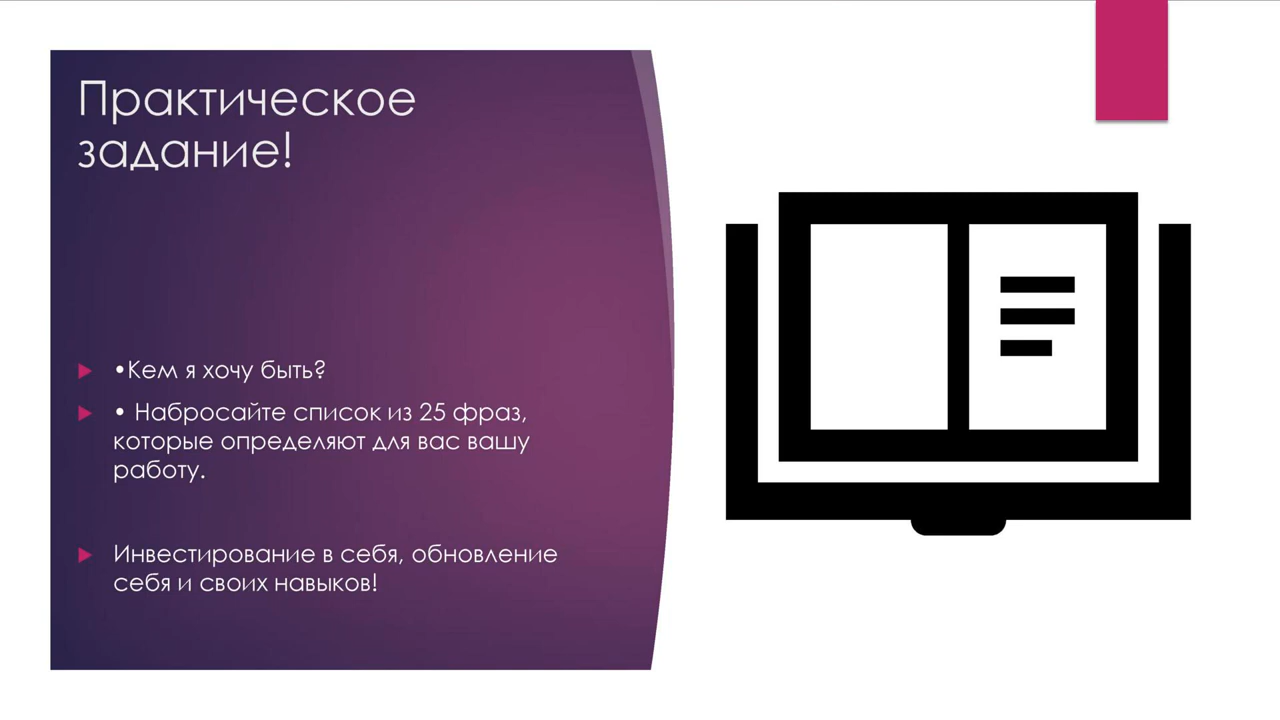 Практическое
задание!
•Кем я хочу быть?
• Набросайте список из 25 фраз,
которые определяют для вас вашу
работу.
Инвестирование в себя, обновление
себя и своих навыков!